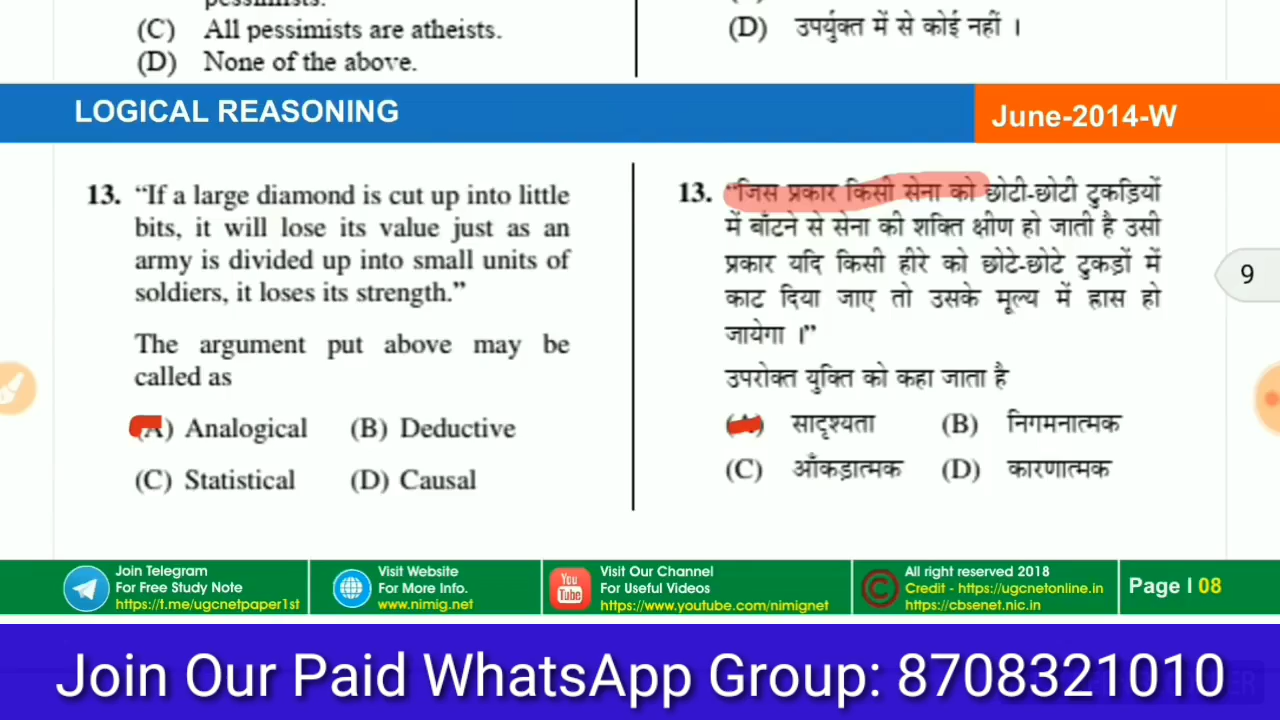 (C) All pessimists are atheists.
(D) None of the above.
(D) उपर्युक्त में से कोई नहीं ।
LOGICAL REASONING
June-2014-W
13. “If a large diamond is cut up into little
bits, it will lose its value just as an
army is divided up into small units of
soldiers, it loses its strength.”
The argument put above may be
called as
(A) Analogical (B) Deductive
(C) Statistical (D) Causal
13. “जिस प्रकार किसी सेना को छोटी-छोटी टुकड़ियों
में बाँटने से सेना की शक्ति क्षीण हो जाती है उसी
प्रकार यदि किसी हीरे को छोटे-छोटे टुकड़ों में
काट दिया जाए तो उसके मूल्य में ह्रास हो
जायेगा ।”
उपरोक्त युक्ति को कहा जाता है
(A) सादृश्यता (B) निगमनात्मक
(C) आँकड़ात्मक (D) कारणात्मक
9
Join Telegram
For Free Study Note
https://t.me/ugcnetpaper1st
Visit Website
For More Info.
www.nimig.net
You
Tube
Visit Our Channel
For Useful Videos
https://www.youtube.com/nimignet
©
All right reserved 2018
Credit - https://ugcnetonline.in
https://cbsenet.nic.in
Page I 08
Join Our Paid WhatsApp Group: 8708321010